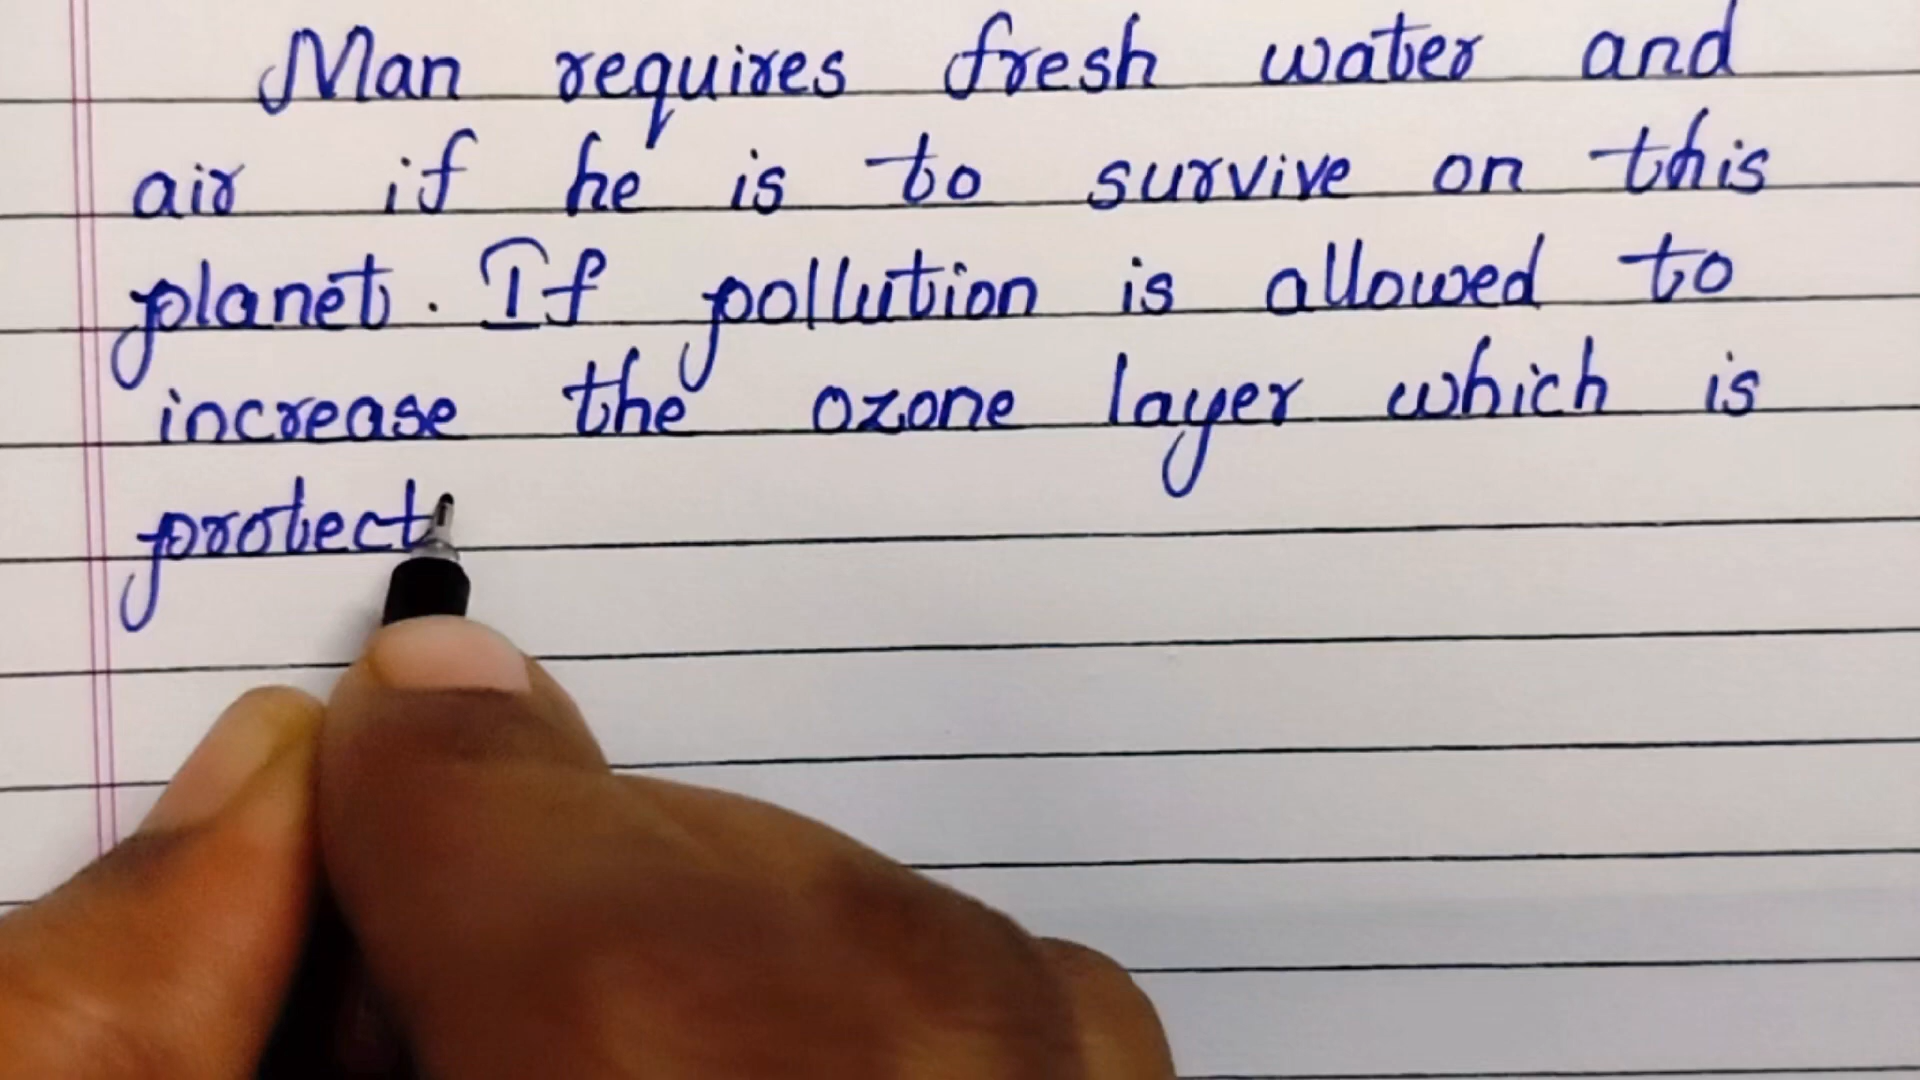 Man requires fresh water and
air if he is to survive on this
planet. If pollution is allowed to
increase the ozone layer which is
protect